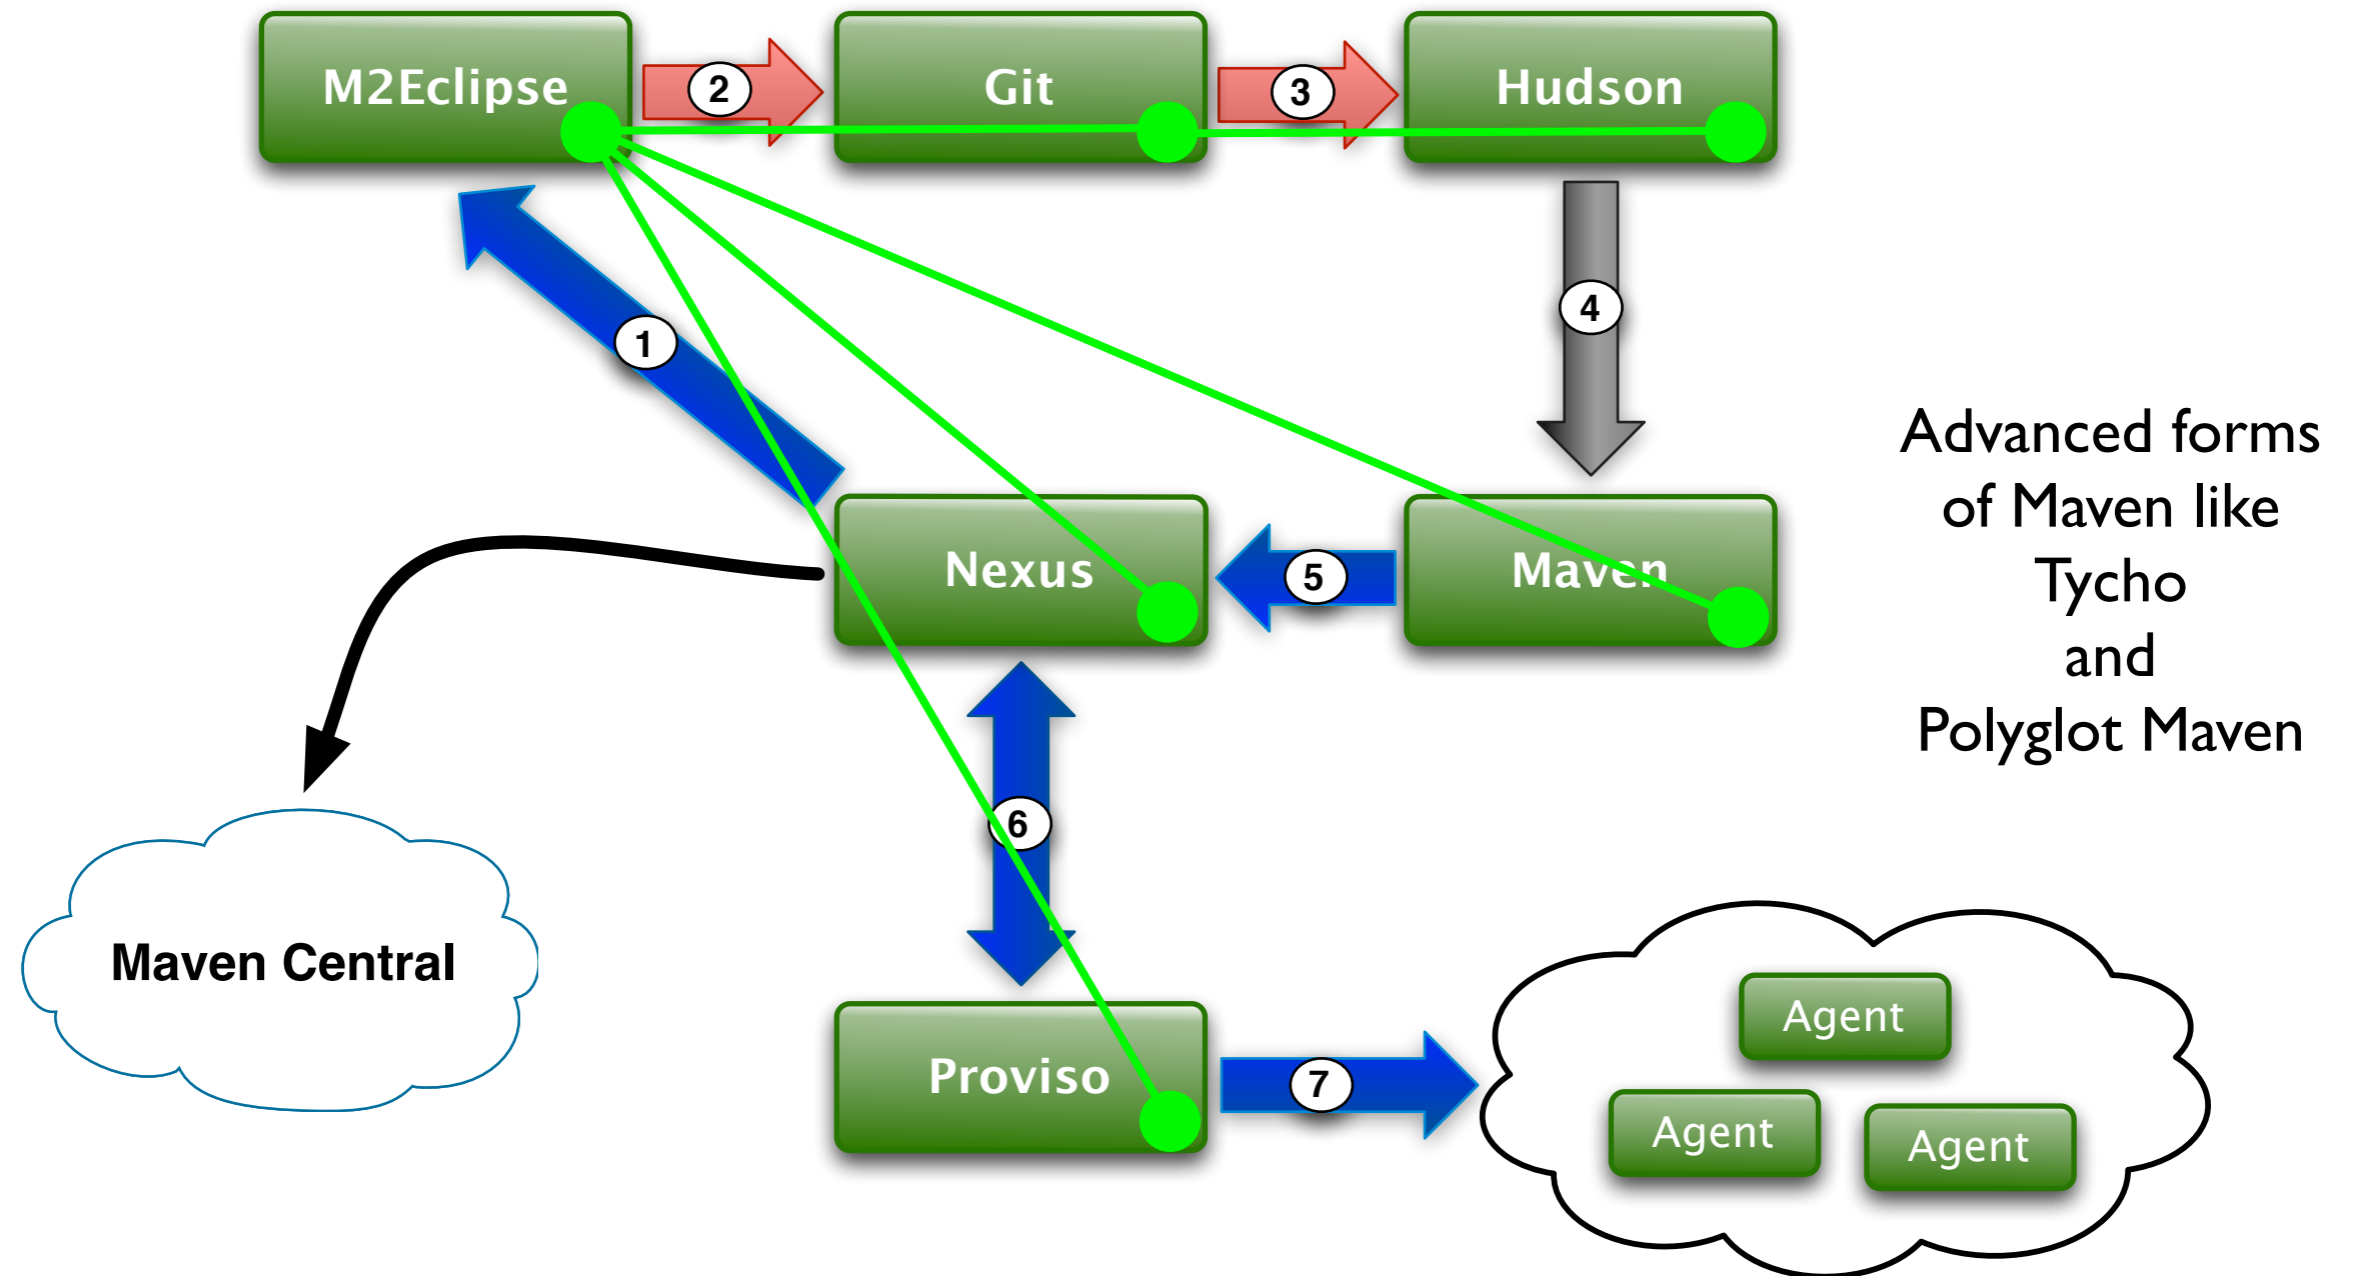 M2Eclipse
2
Git
3
Hudson
1
4
Advanced forms
of Maven like
Tycho
and
Polyglot Maven
Nexus
5
Maven
6
Maven Central
Proviso
7
Agent
Agent
Agent